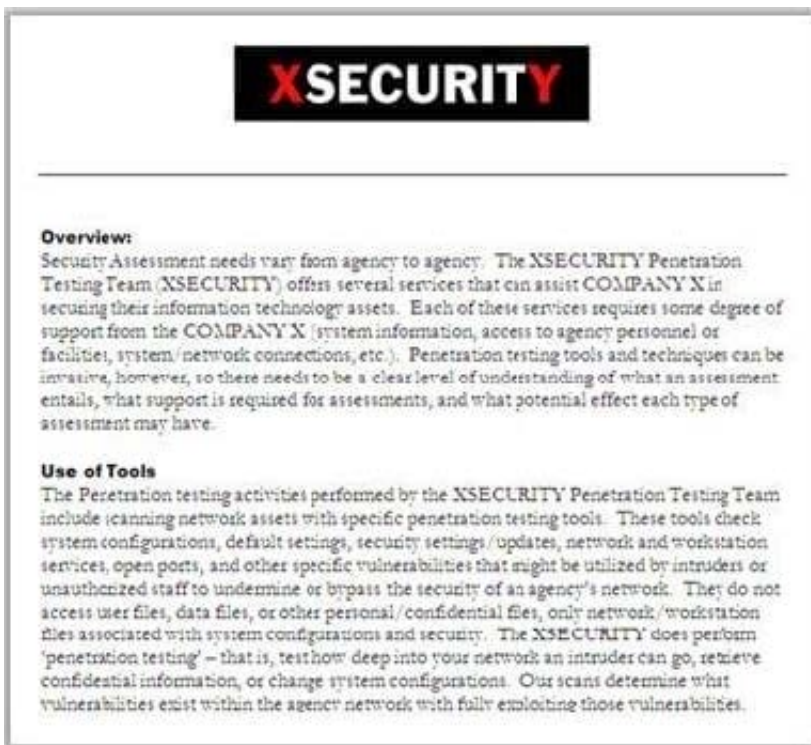 XSECURITY
Overview:
Security Assessment needs vary from agency to agency. The XSECURITY Penetration
Testing Team (XSECURITY) offers several services that can assist COMPANY X in
securing their information technology assets. Each of these services requires some degree of
support from the COMPANY X (system information, access to agency personnel or
facilities, system/network connections, etc.). Penetration testing tools and techniques can be
invasive, however, so there needs to be a clear level of understanding of what an assessment
entails, what support is required for assessments, and what potential effect each type of
assessment may have.
Use of Tools
The Penetration testing activities performed by the XSECURITY Penetration Testing Team
include scanning network assets with specific penetration testing tools. These tools check
system configurations, default settings, security settings/updates, network and workstation
services, open ports, and other specific vulnerabilities that might be utilized by intruders or
unauthorized staff to undermine or bypass the security of an agency's network. They do not
access user files, data files, or other personal/confidential files, only network/workstation
files associated with system configurations and security. The XSECURITY does perform
'penetration testing' – that is, test how deep into your network an intruder can go, retrieve
confidential information, or change system configurations. Our scans determine what
vulnerabilities exist within the agency network with fully exploiting those vulnerabilities.